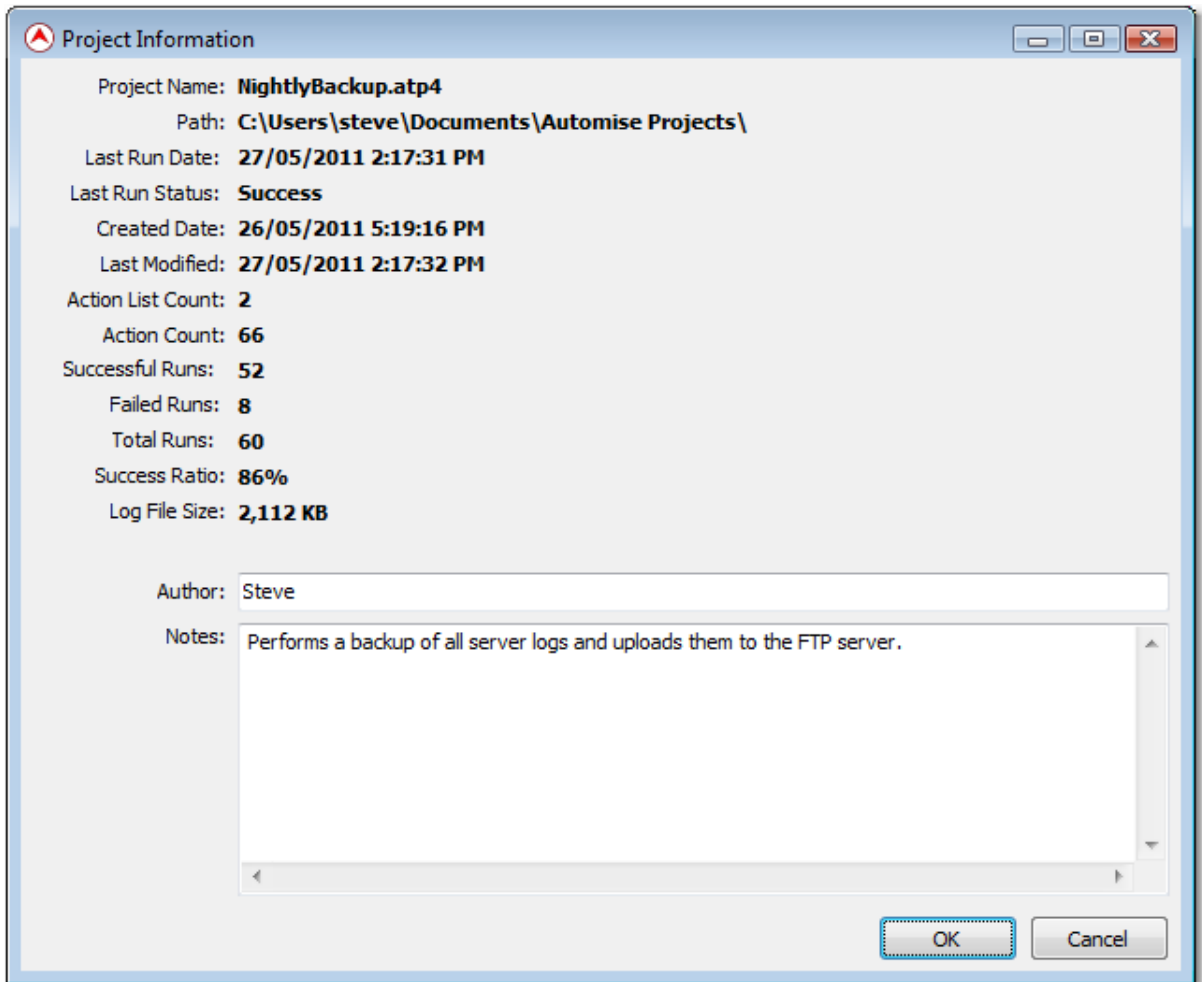 Project Information
Project Name: NightlyBackup.atp4
Path: C:\Users\steve\Documents\Automise Projects\
Last Run Date: 27/05/2011 2:17:31 PM
Last Run Status: Success
Created Date: 26/05/2011 5:19:16 PM
Last Modified: 27/05/2011 2:17:32 PM
Action List Count: 2
Action Count: 66
Successful Runs: 52
Failed Runs: 8
Total Runs: 60
Success Ratio: 86%
Log File Size: 2,112 KB
Author: Steve
Notes: Performs a backup of all server logs and uploads them to the FTP server.
OK Cancel